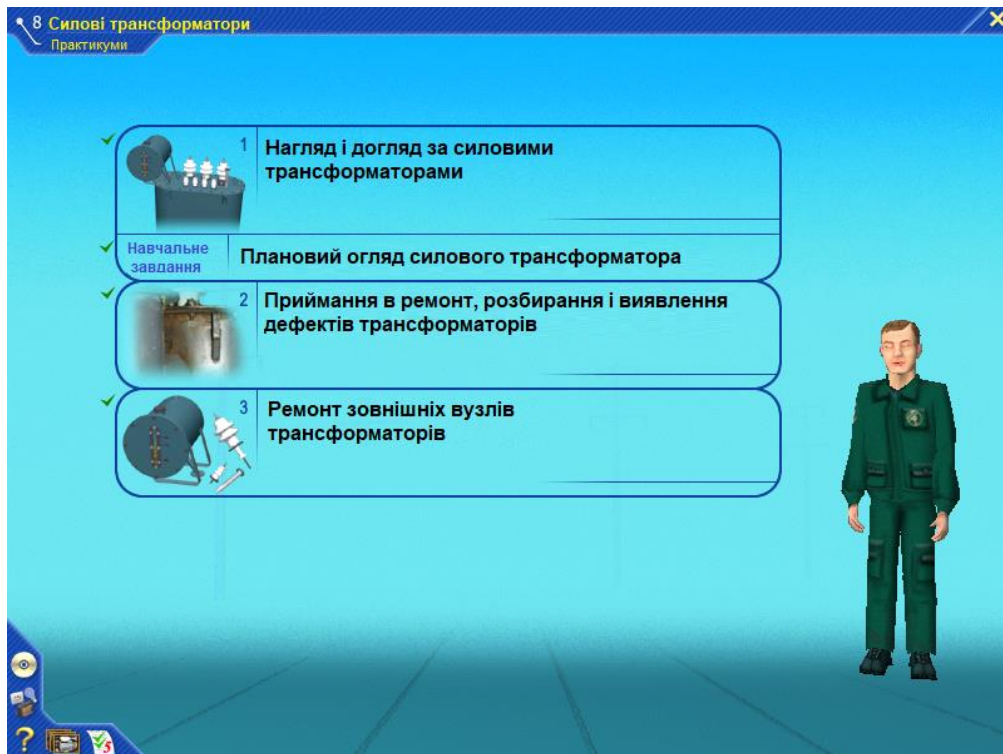 8 Силові трансформатори
Практикуми
1 Нагляд і догляд за силовими
трансформаторами
Навчальне
завдання
Плановий огляд силового трансформатора
2 Приймання в ремонт, розбирання і виявлення
дефектів трансформаторів
3 Ремонт зовнішніх вузлів
трансформаторів
?
5